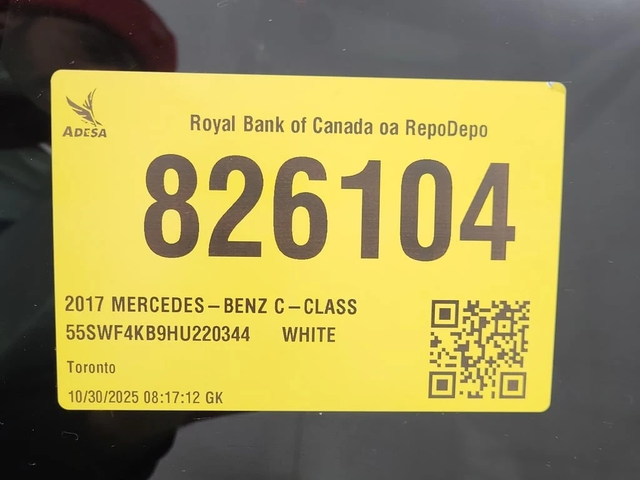 ADESA
Royal Bank of Canada oa RepoDepo
826104
2017 MERCEDES-BENZ C-CLASS
55SWF4KB9HU220344 WHITE
Toronto
10/30/2025 08:17:12 GK